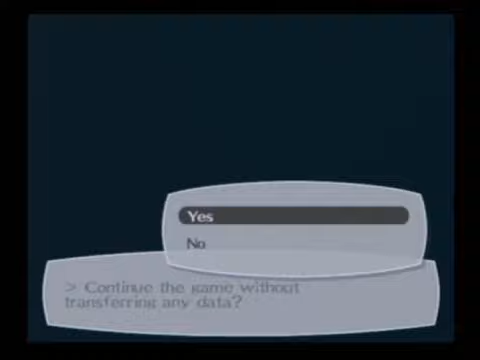 Yes
No
> Continue the game without
transferring any data?